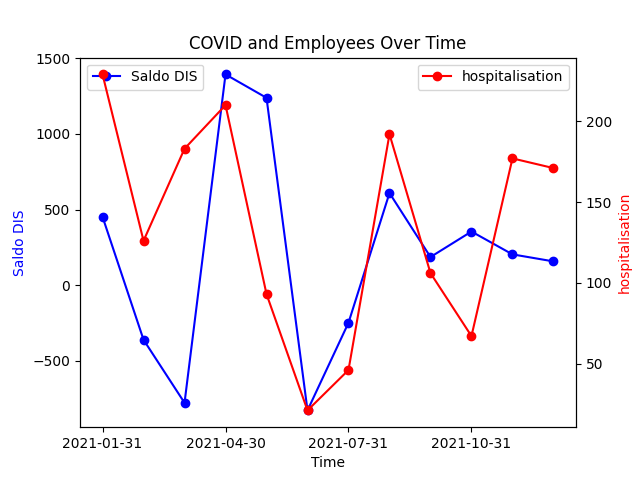 COVID and Employees Over Time
Saldo DIS
hospitalisation
1500
1000
500
0
−500
Saldo DIS
200
150
100
50
hospitalisation
2021-01-31
2021-04-30
2021-07-31
2021-10-31
Time